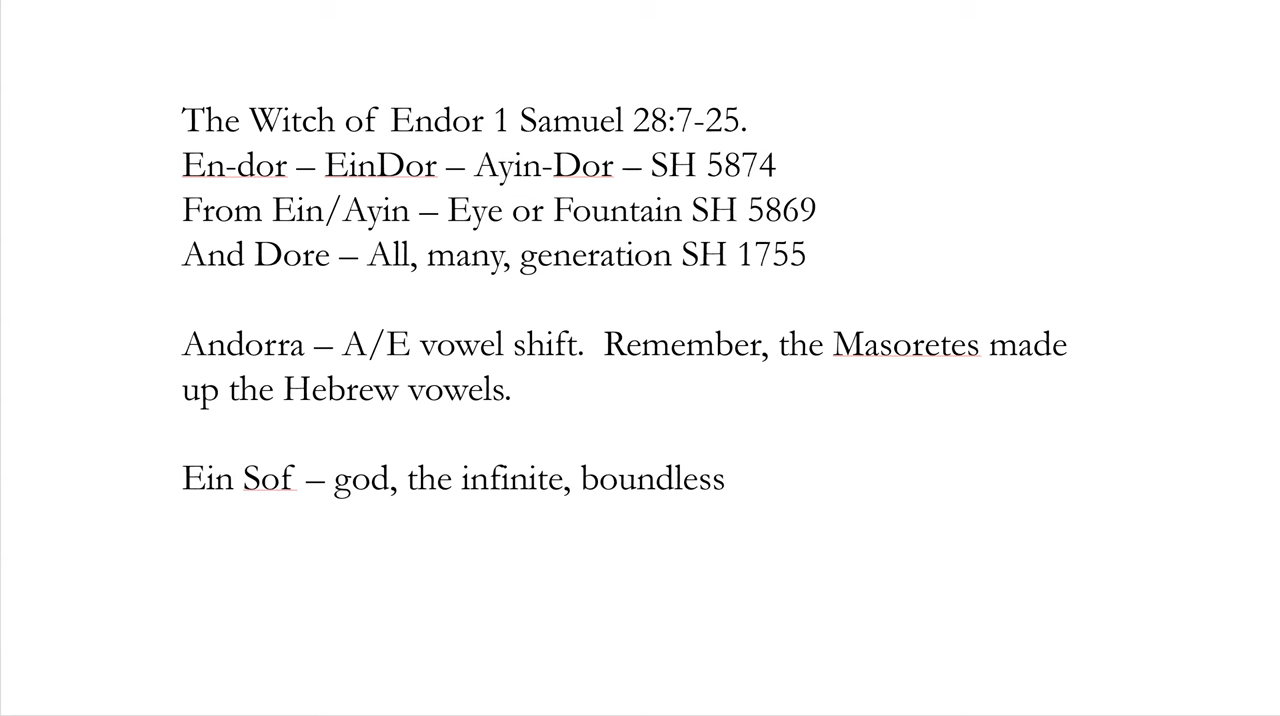 The Witch of Endor 1 Samuel 28:7-25.
En-dor – EinDor – Ayin-Dor – SH 5874
From Ein/Ayin – Eye or Fountain SH 5869
And Dore – All, many, generation SH 1755
Andorra – A/E vowel shift.  Remember, the Masoretes made
up the Hebrew vowels.
Ein Sof – god, the infinite, boundless